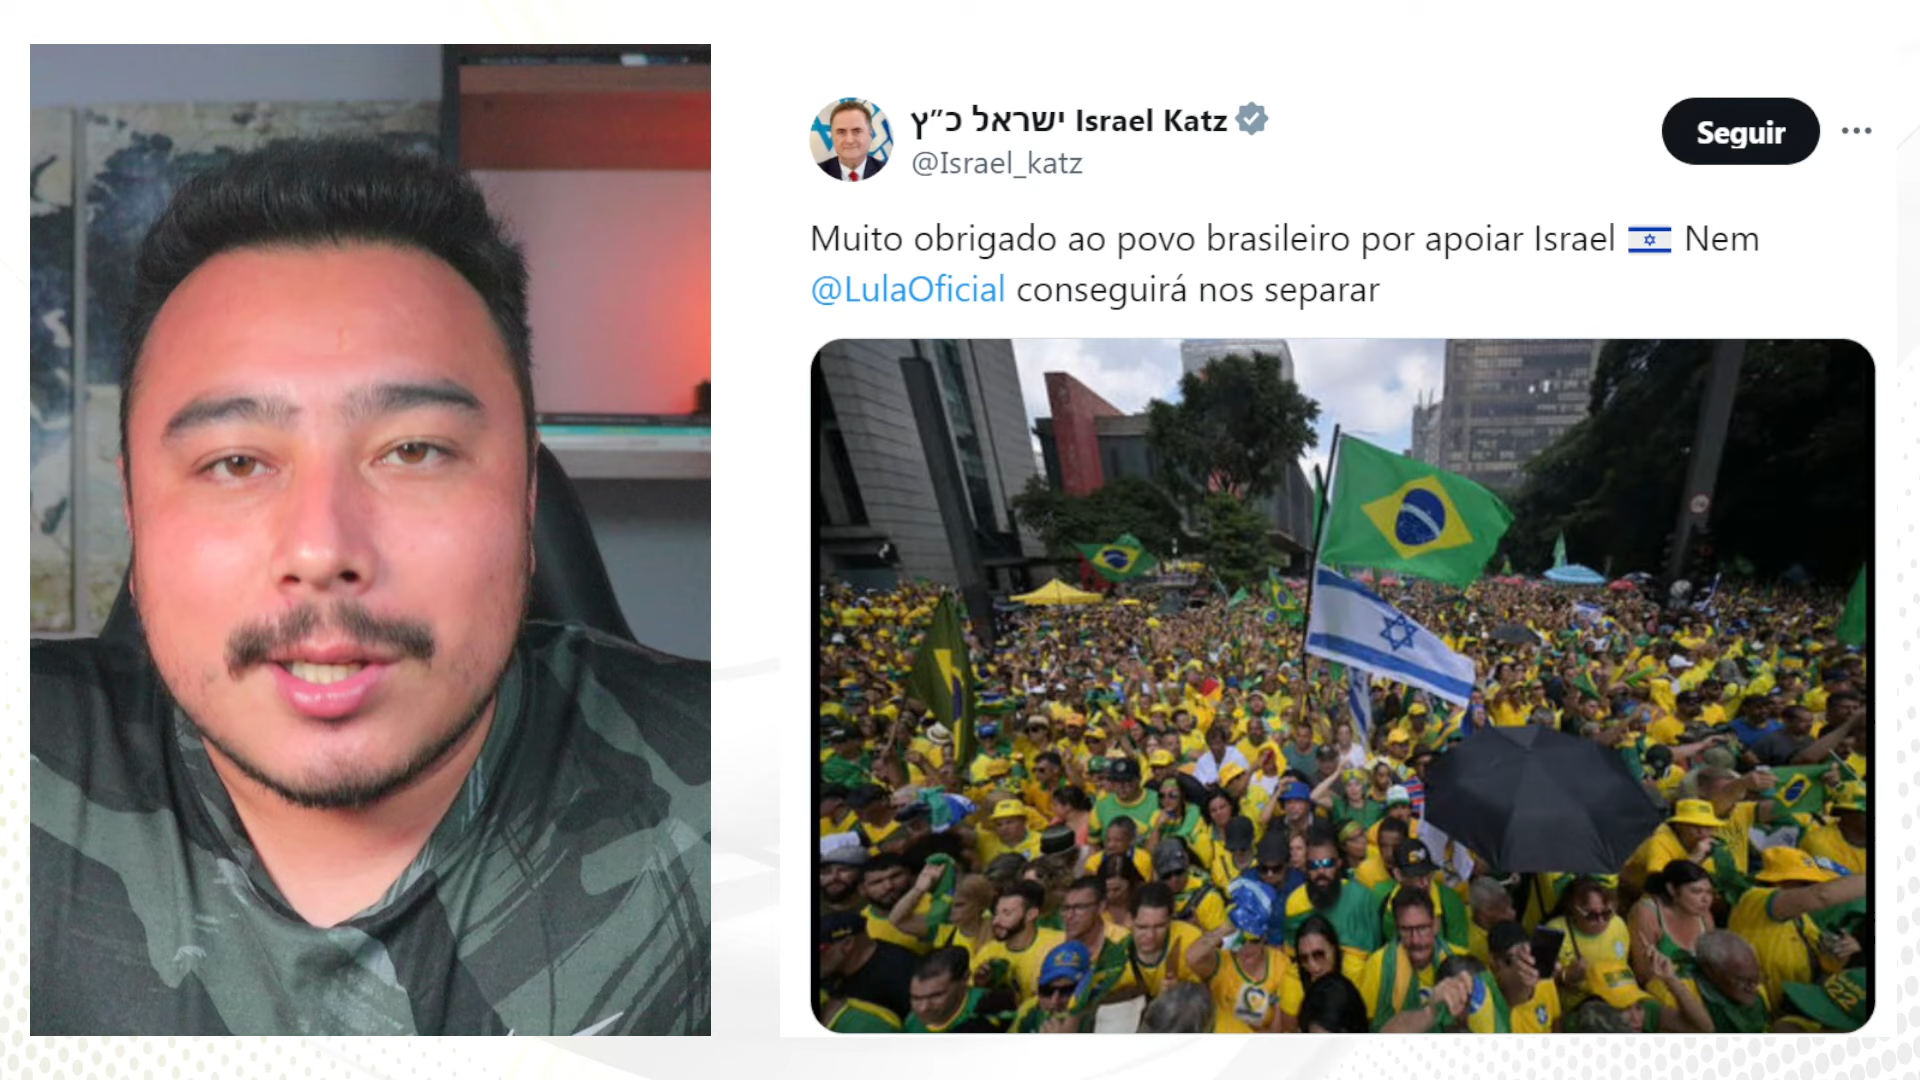 ישראל כ״ץ Israel Katz
@Israel_katz
Seguir
Muito obrigado ao povo brasileiro por apoiar Israel 🇮🇱 Nem
@LulaOficial conseguirá nos separar